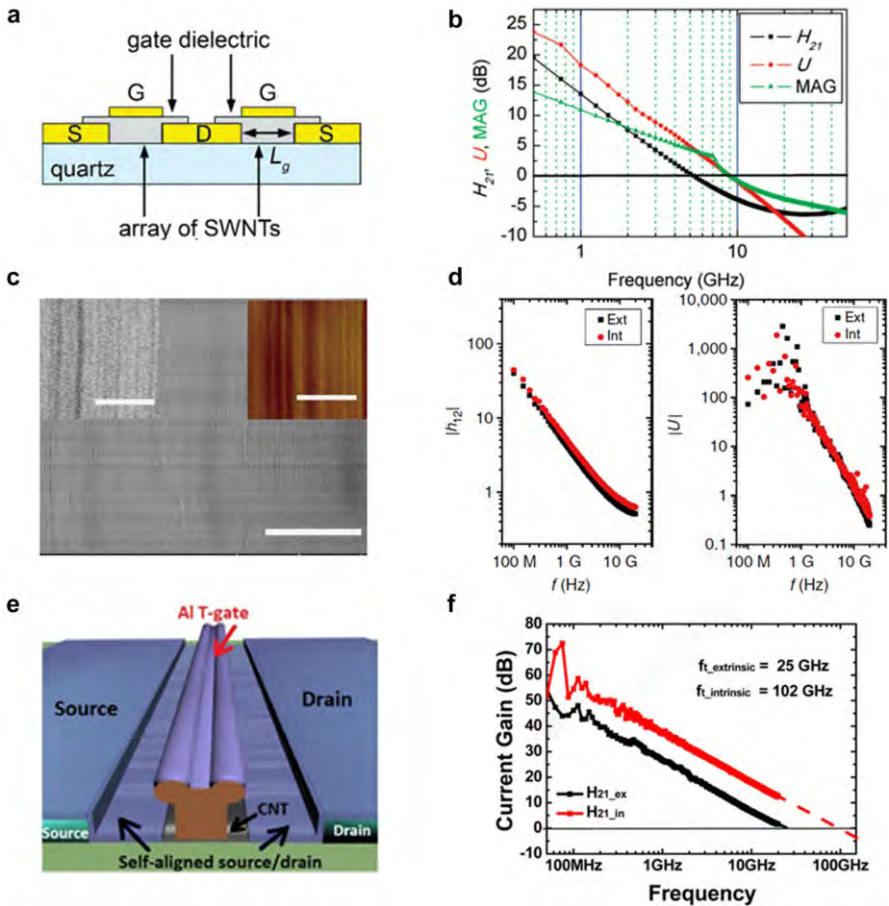 a
gate dielectric
G
G
S
D
S
L_g
quartz
array of SWNTs
b
H₂₁, U, MAG (dB)
25
20
15
10
5
0
-5
-10
H₂₁
U
MAG
1
10
Frequency (GHz)
c
d
|h₁₂|
100
10
1
Ext
Int
100 M
1 G
10 G
f (Hz)
|U|
10,000
1,000
100
10
1
0.1
Ext
Int
100 M
1 G
10 G
f (Hz)
e
Al T-gate
Source
Drain
CNT
Source
Drain
Self-aligned source/drain
f
Current Gain (dB)
80
70
60
50
40
30
20
10
0
-10
f_t_extrinsic = 25 GHz
f_t_intrinsic = 102 GHz
H21_ex
H21_in
100MHz
1GHz
10GHz
100GHz
Frequency